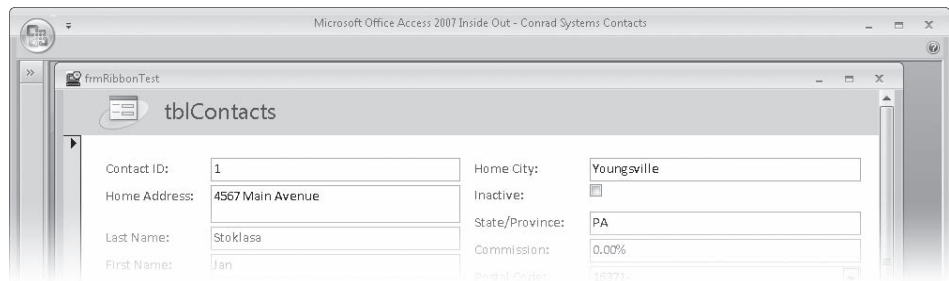 Microsoft Office Access 2007 Inside Out - Conrad Systems Contacts
frmRibbonTest
tblContacts
Contact ID: 1
Home Address: 4567 Main Avenue
Last Name: Stoklasa
First Name: Jan
Home City: Youngsville
Inactive:
State/Province: PA
Commission: 0.00%
Postal Code: 16371-